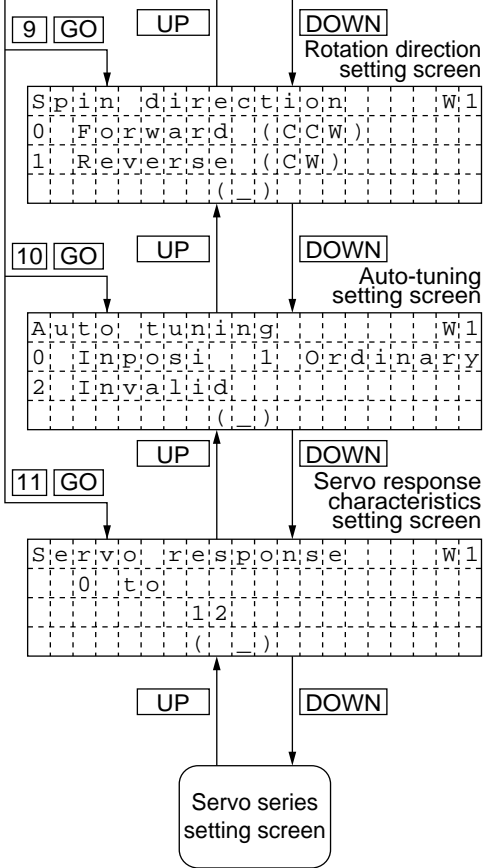 9 GO UP DOWN
Rotation direction
setting screen
Spin direction W1
0 Forward (CCW)
1 Reverse (CW)
(_)
10 GO UP DOWN
Auto-tuning
setting screen
Auto tuning W1
0 Inposi 1 Ordinary
2 Invalid
(_)
UP DOWN
11 GO
Servo response
characteristics
setting screen
Servo response W1
0 to
12
( _)
UP DOWN
Servo series
setting screen